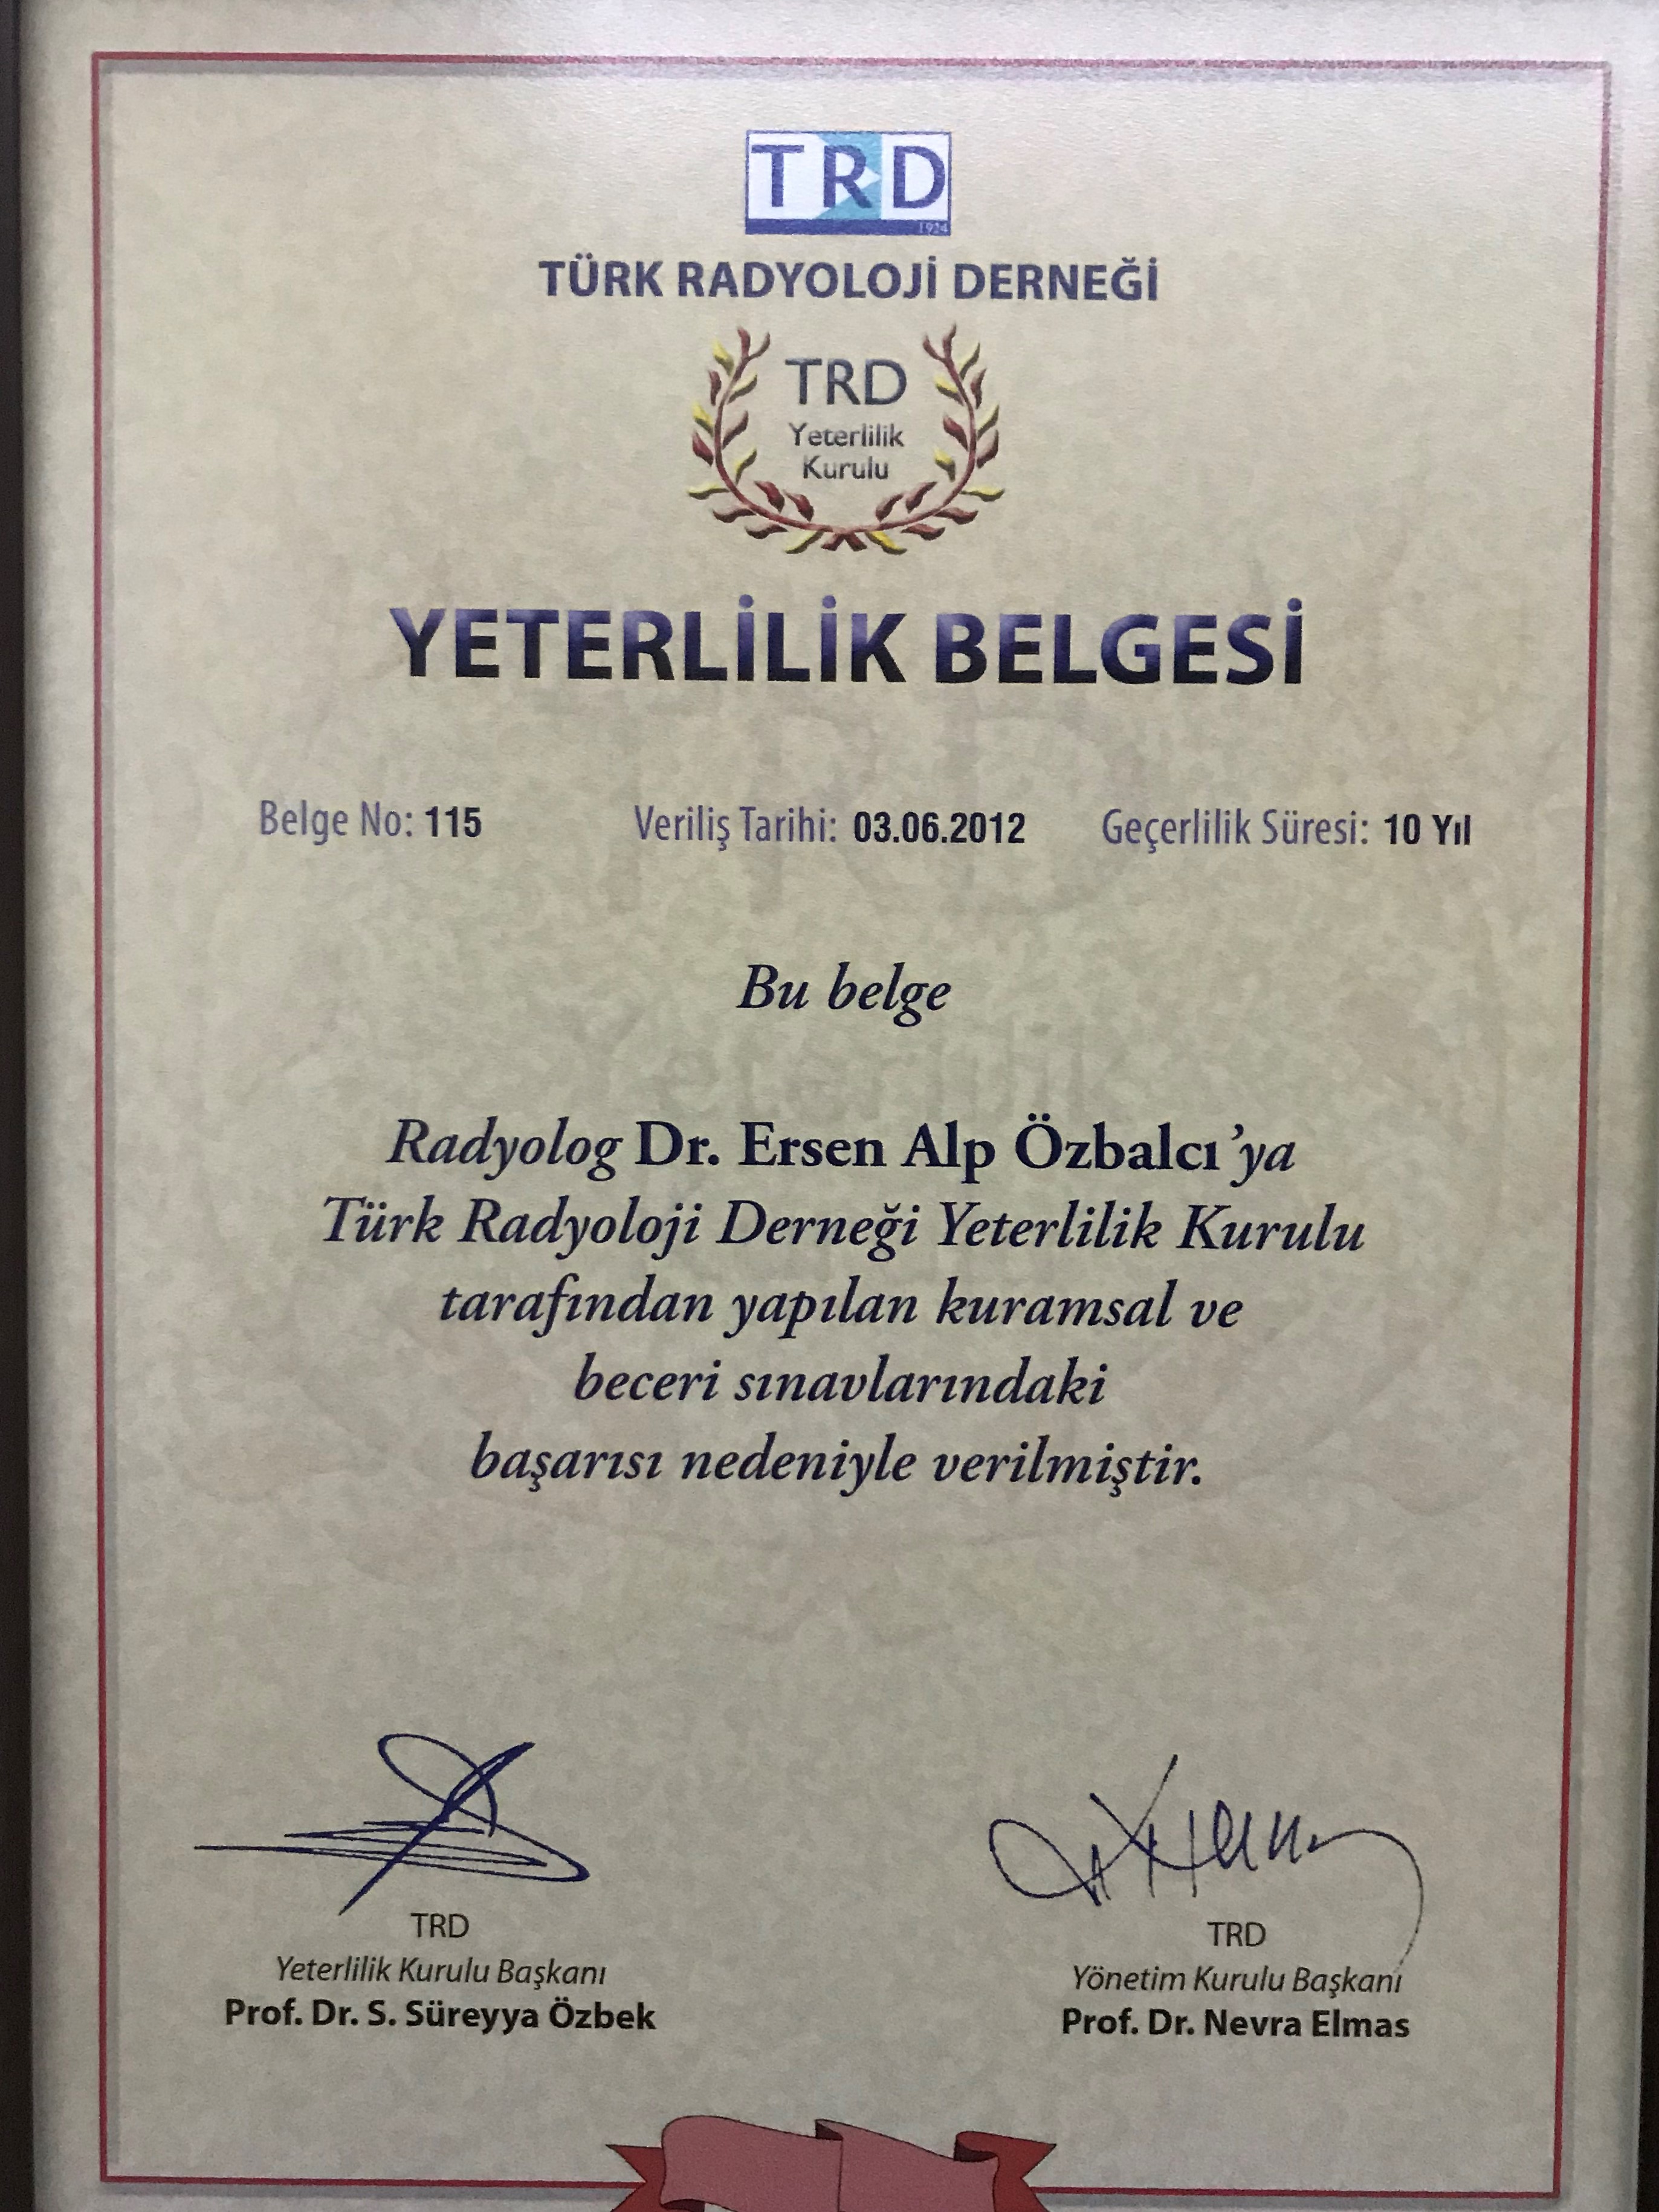 TRD
1924
TÜRK RADYOLOJİ DERNEĞİ
TRD
Yeterlilik
Kurulu
YETERLİLİK BELGESİ
Belge No: 115 Veriliş Tarihi: 03.06.2012 Geçerlilik Süresi: 10 Yıl
Bu belge
Radyolog Dr. Ersen Alp Özbalcı'ya
Türk Radyoloji Derneği Yeterlilik Kurulu
tarafından yapılan kuramsal ve
beceri sınavlarındaki
başarısı nedeniyle verilmiştir.
TRD
Yeterlilik Kurulu Başkanı
Prof. Dr. S. Süreyya Özbek
TRD
Yönetim Kurulu Başkanı
Prof. Dr. Nevra Elmas